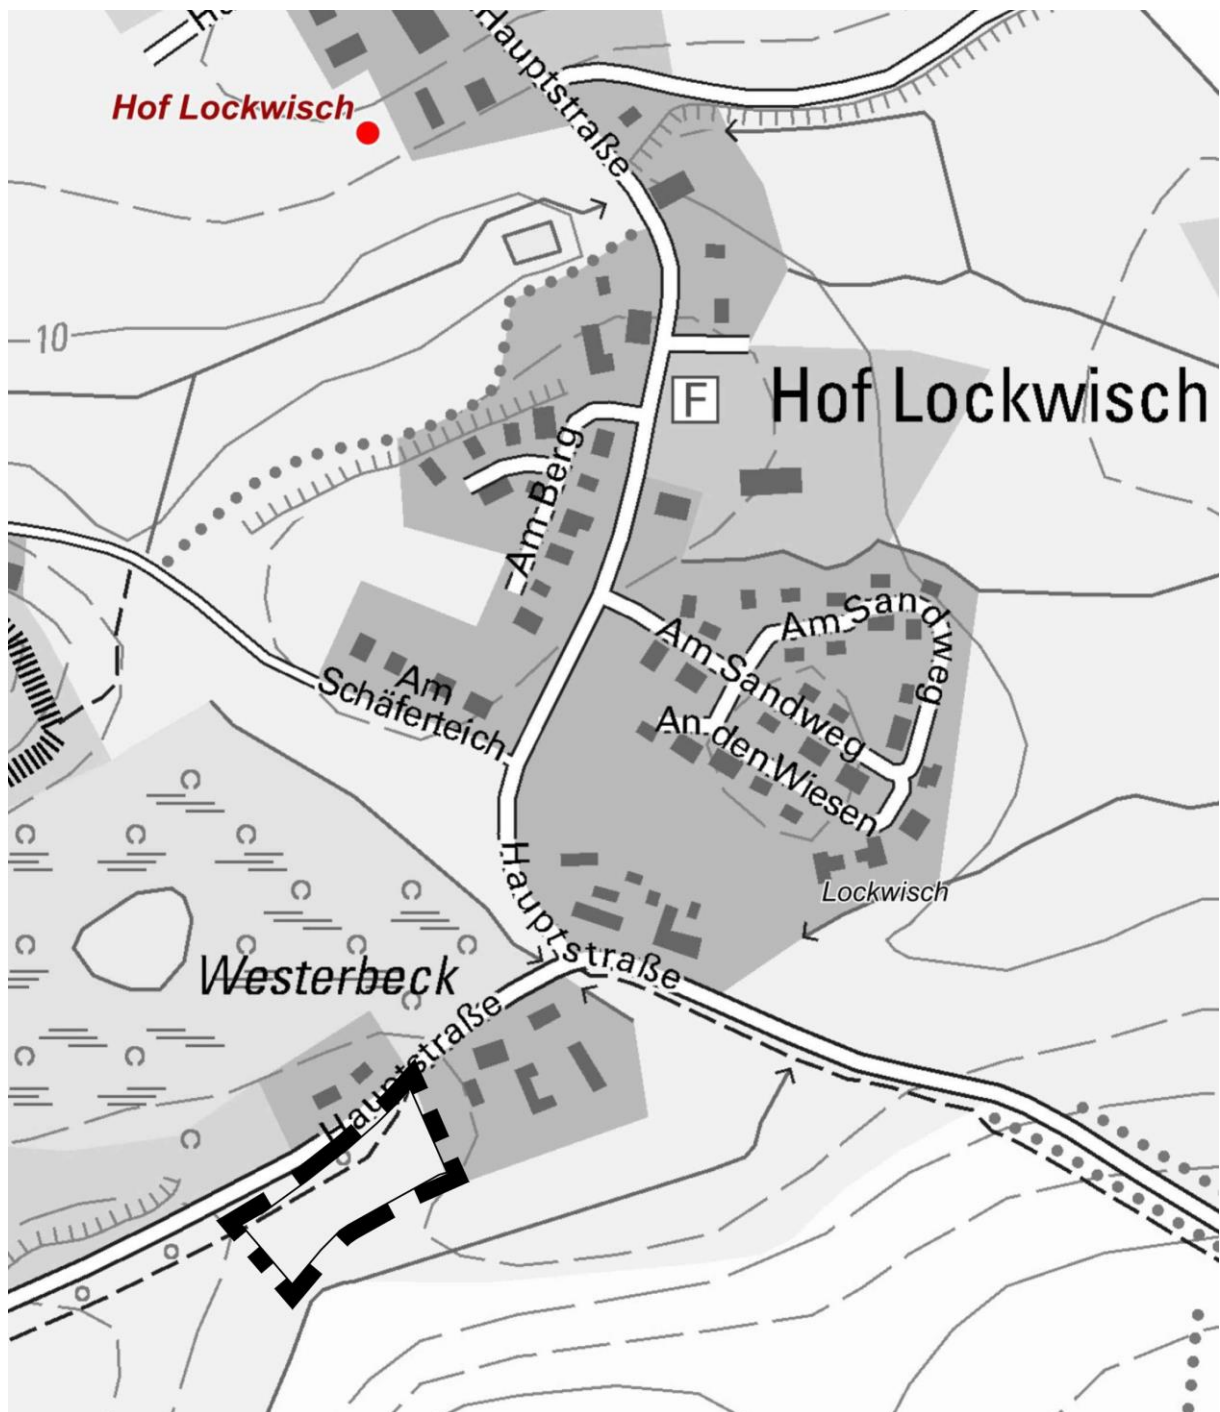 Hauptstraße
Hof Lockwisch
10
F
Hof Lockwisch
Am Berg
Am Sandweg
Am Sandweg
Am
Schäferteich
An den Wiesen
Hauptstraße
Lockwisch
Westerbeck
Hauptstraße